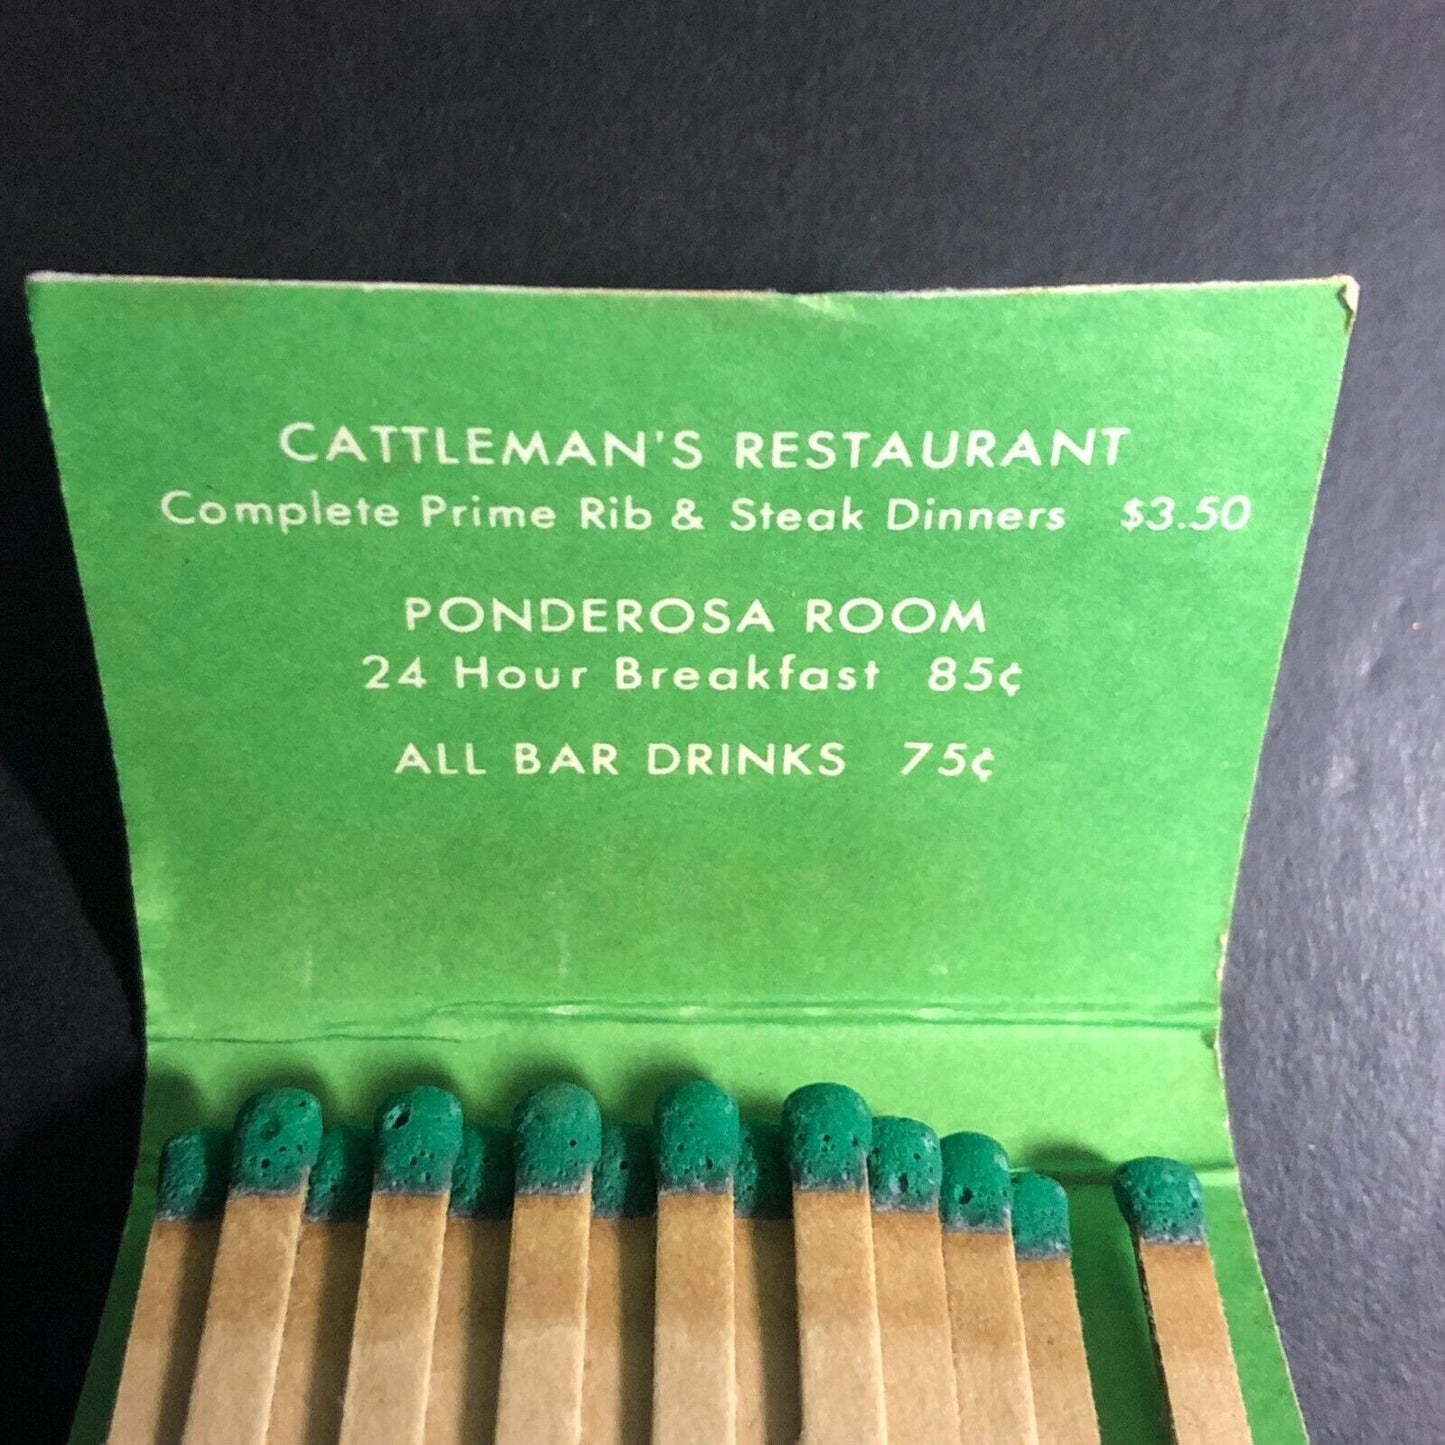 CATTLEMAN'S RESTAURANT
Complete Prime Rib & Steak Dinners $3.50
PONDEROSA ROOM
24 Hour Breakfast 85¢
ALL BAR DRINKS 75¢